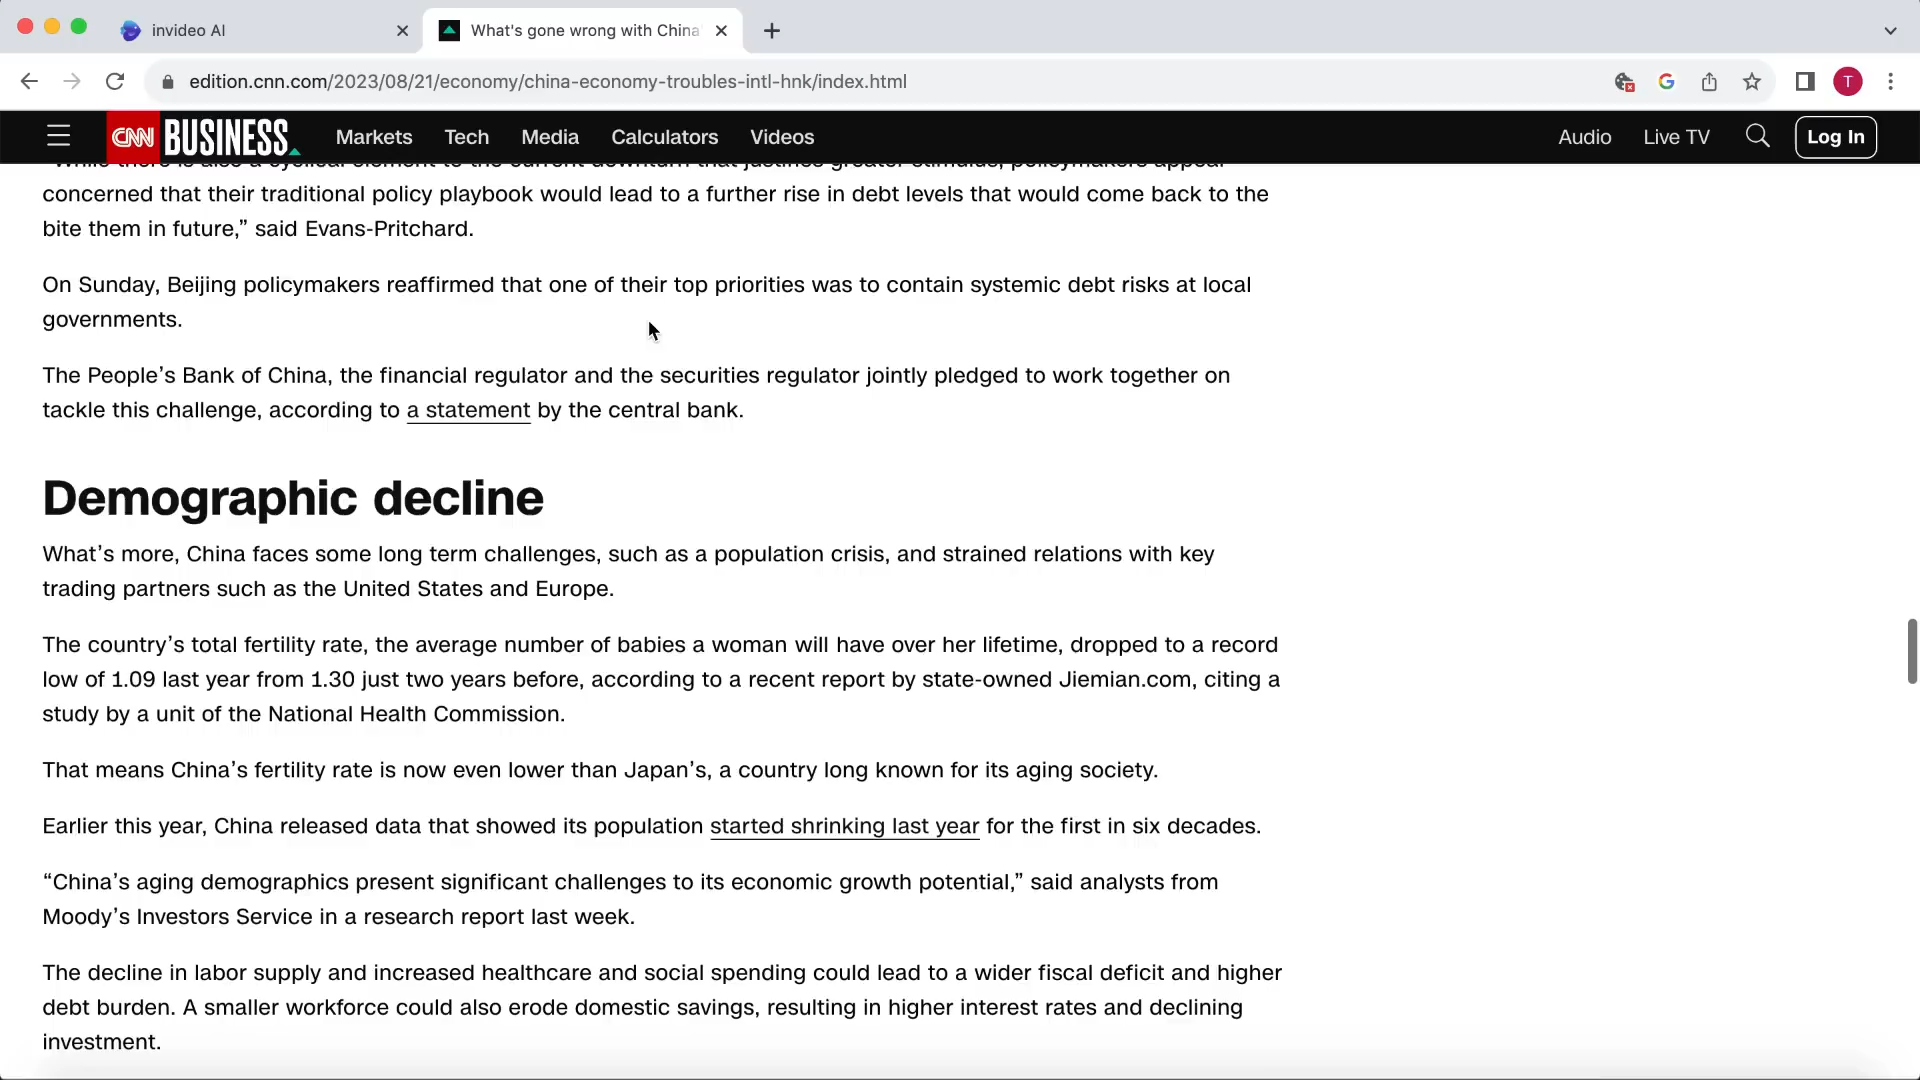 invideo AI
What's gone wrong with China'
edition.cnn.com/2023/08/21/economy/china-economy-troubles-intl-hnk/index.html
T
CNN BUSINESS
Markets
Tech
Media
Calculators
Videos
Audio
Live TV
Log In
“While there is also a cyclical element to the current downturn that justifies greater stimulus, policymakers appear
concerned that their traditional policy playbook would lead to a further rise in debt levels that would come back to the
bite them in future,” said Evans-Pritchard.
On Sunday, Beijing policymakers reaffirmed that one of their top priorities was to contain systemic debt risks at local
governments.
The People’s Bank of China, the financial regulator and the securities regulator jointly pledged to work together on
tackle this challenge, according to a statement by the central bank.
Demographic decline
What’s more, China faces some long term challenges, such as a population crisis, and strained relations with key
trading partners such as the United States and Europe.
The country’s total fertility rate, the average number of babies a woman will have over her lifetime, dropped to a record
low of 1.09 last year from 1.30 just two years before, according to a recent report by state-owned Jiemian.com, citing a
study by a unit of the National Health Commission.
That means China’s fertility rate is now even lower than Japan’s, a country long known for its aging society.
Earlier this year, China released data that showed its population started shrinking last year for the first in six decades.
“China’s aging demographics present significant challenges to its economic growth potential,” said analysts from
Moody’s Investors Service in a research report last week.
The decline in labor supply and increased healthcare and social spending could lead to a wider fiscal deficit and higher
debt burden. A smaller workforce could also erode domestic savings, resulting in higher interest rates and declining
investment.